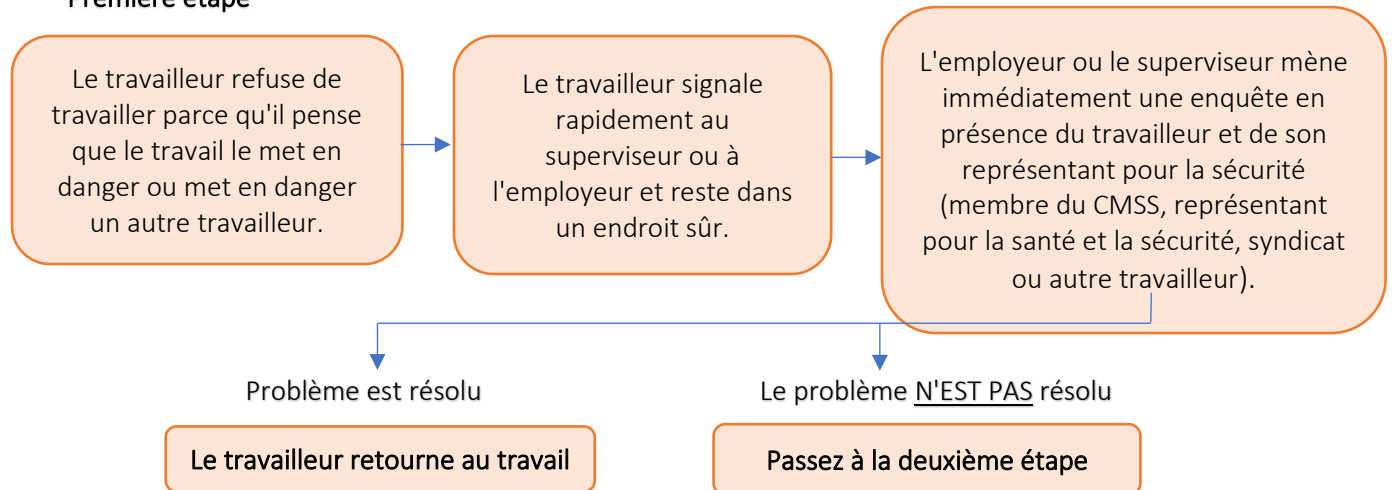 Première étape
Le travailleur refuse de
travailler parce qu'il pense
que le travail le met en
danger ou met en danger
un autre travailleur.
Le travailleur signale
rapidement au
superviseur ou à
l'employeur et reste dans
un endroit sûr.
L'employeur ou le superviseur mène
immédiatement une enquête en
présence du travailleur et de son
représentant pour la sécurité
(membre du CMSS, représentant
pour la santé et la sécurité, syndicat
ou autre travailleur).
Problème est résolu
Le problème N'EST PAS résolu
Le travailleur retourne au travail
Passez à la deuxième étape